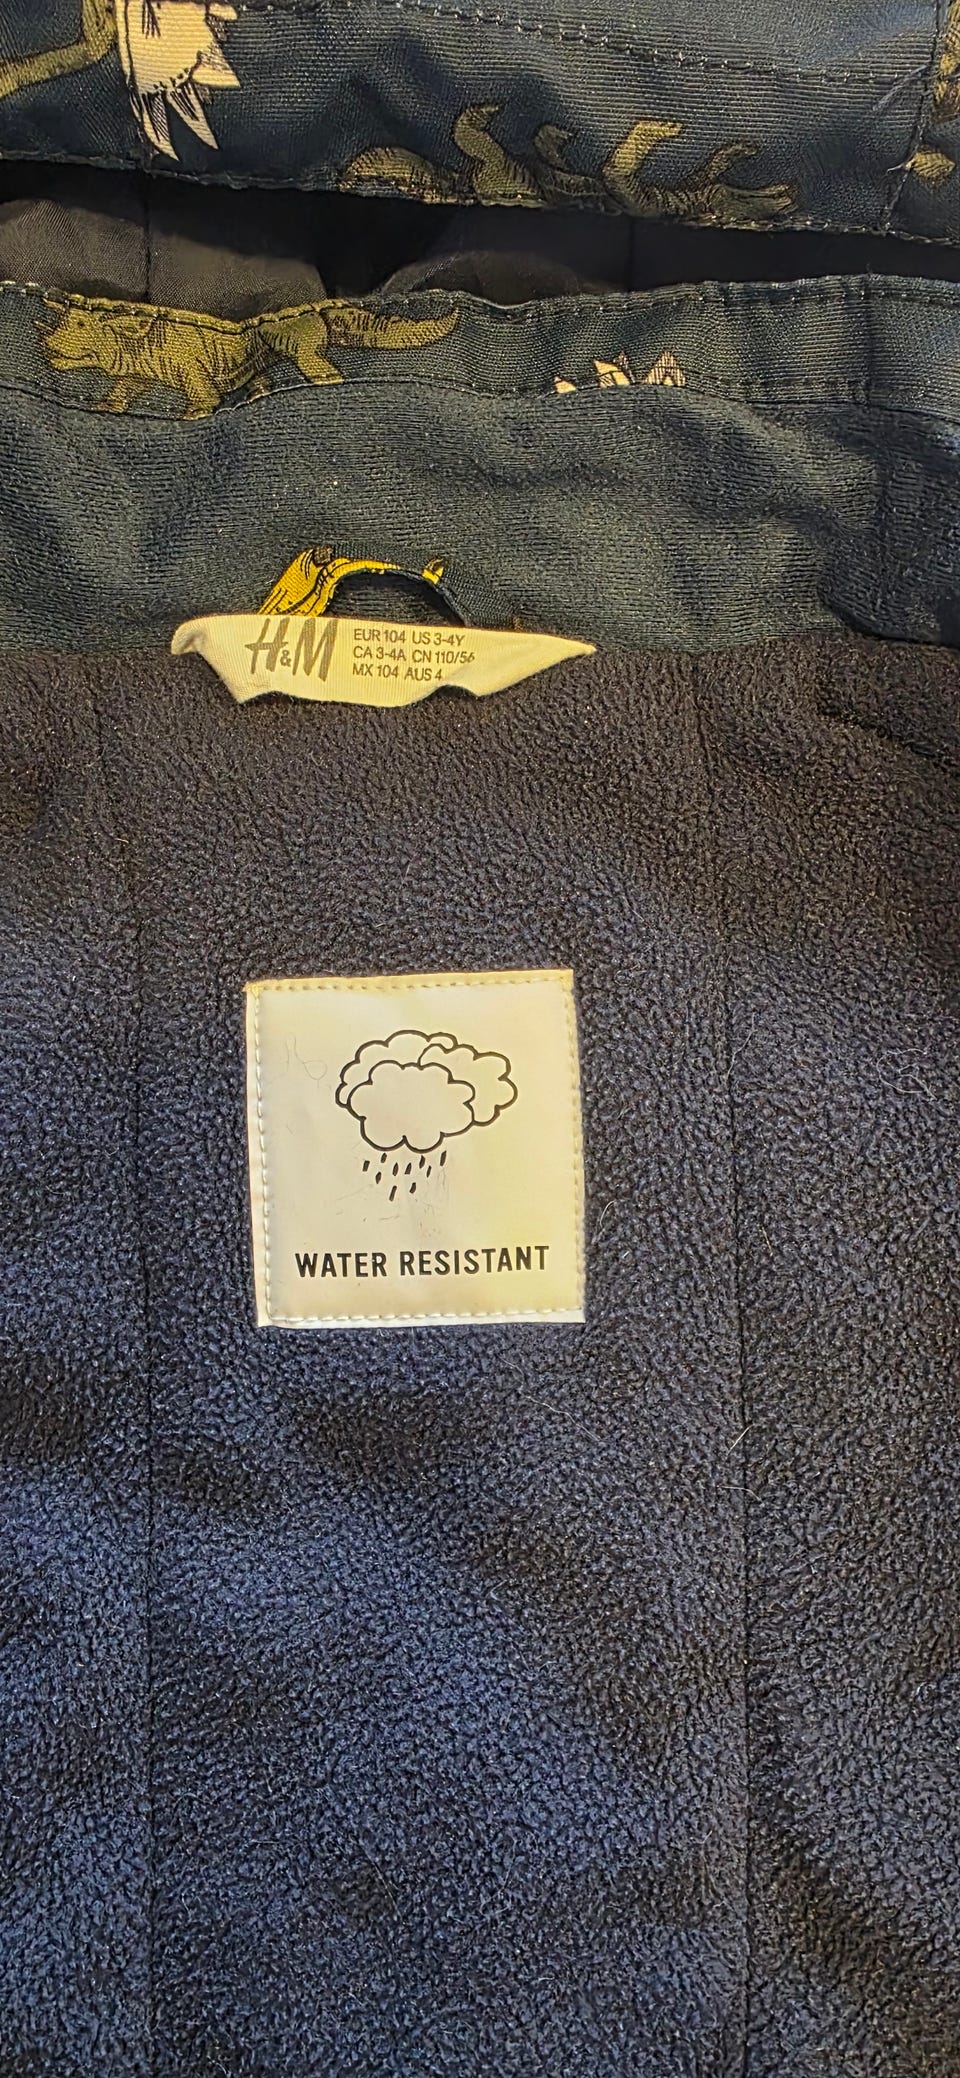 H&M
EUR 104 US 3-4Y
CA 3-4A CN 110/56
MX 104 AUS 4
WATER RESISTANT